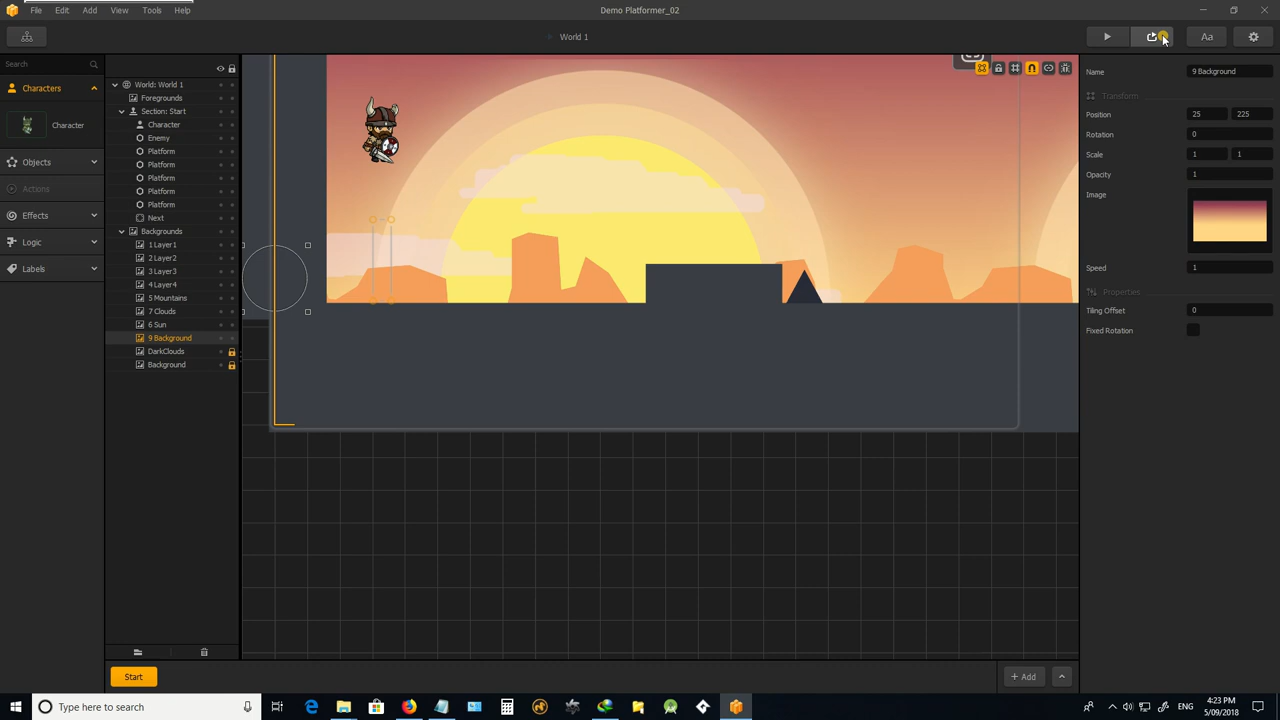 File Edit Add View Tools Help
Demo Platformer_02
World 1
Aa
Search
Characters
Character
Objects
Actions
Effects
Logic
Labels
World: World 1
Foregrounds
Section: Start
Character
Enemy
Platform
Platform
Platform
Platform
Platform
Next
Backgrounds
1 Layer1
2 Layer2
3 Layer3
4 Layer4
5 Mountains
7 Clouds
6 Sun
9 Background
DarkClouds
Background
Name 9 Background
Transform
Position 25 225
Rotation 0
Scale 1 1
Opacity 1
Image
Speed 1
Properties
Tiling Offset 0
Fixed Rotation
Start
+ Add
Type here to search
ENG
4:23 PM
5/09/2018